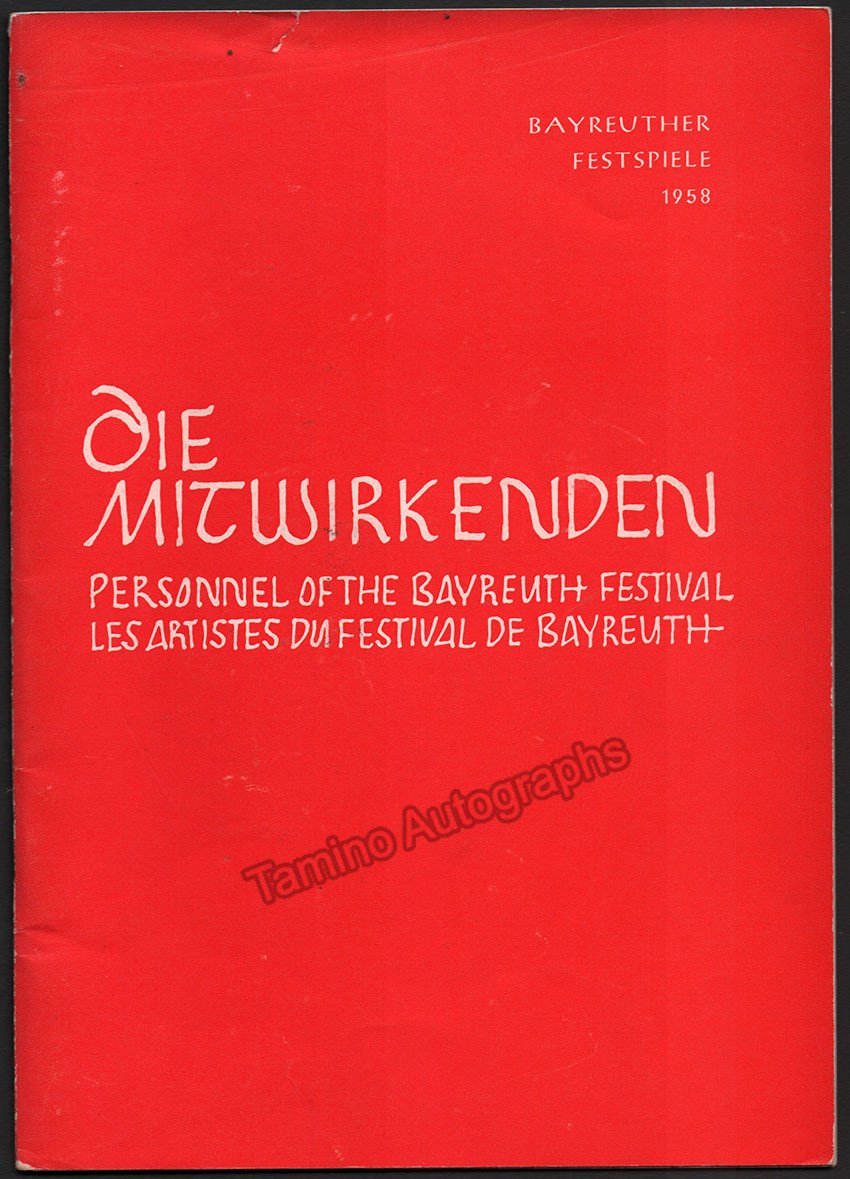 BAYREUTHER
FESTSPIELE
1958
DIE
MITWIRKENDEN
PERSONNEL OF THE BAYREUTH FESTIVAL
LES ARTISTES DU FESTIVAL DE BAYREUTH
Tamino Autographs